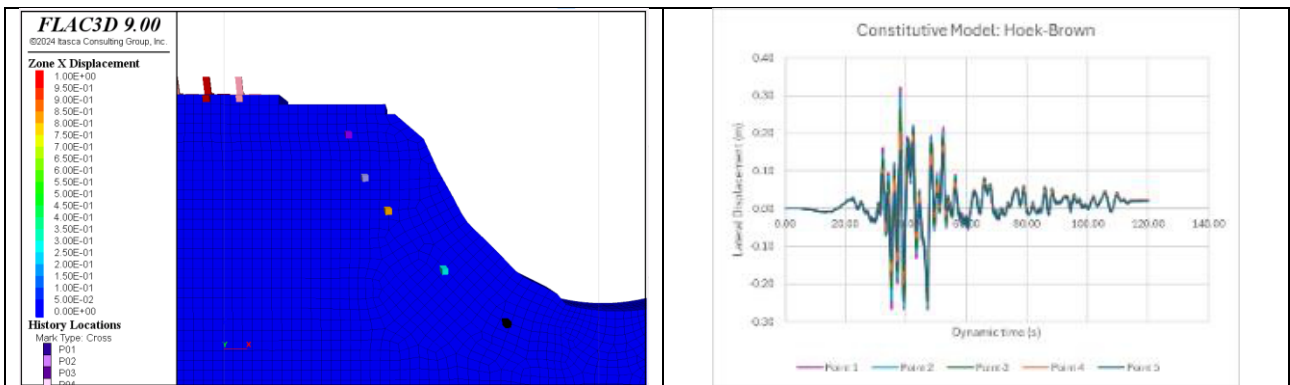 FLAC3D 9.00
©2024 Itasca Consulting Group, Inc.
Zone X Displacement
1.00E+00
9.50E-01
9.00E-01
8.50E-01
8.00E-01
7.50E-01
7.00E-01
6.50E-01
6.00E-01
5.50E-01
5.00E-01
4.50E-01
4.00E-01
3.50E-01
3.00E-01
2.50E-01
2.00E-01
1.50E-01
1.00E-01
5.00E-02
0.00E+00
History Locations
Mark Type: Cross
P01
P02
P03
P04
Y X
Constitutive Model: Hoek-Brown
Lateral Displacement (m)
0.40
0.30
0.20
0.10
0.00
-0.10
-0.20
-0.30
0.00 20.00 40.00 60.00 80.00 100.00 120.00 140.00
Dynamic time (s)
Point 1 Point 2 Point 3 Point 4 Point 5